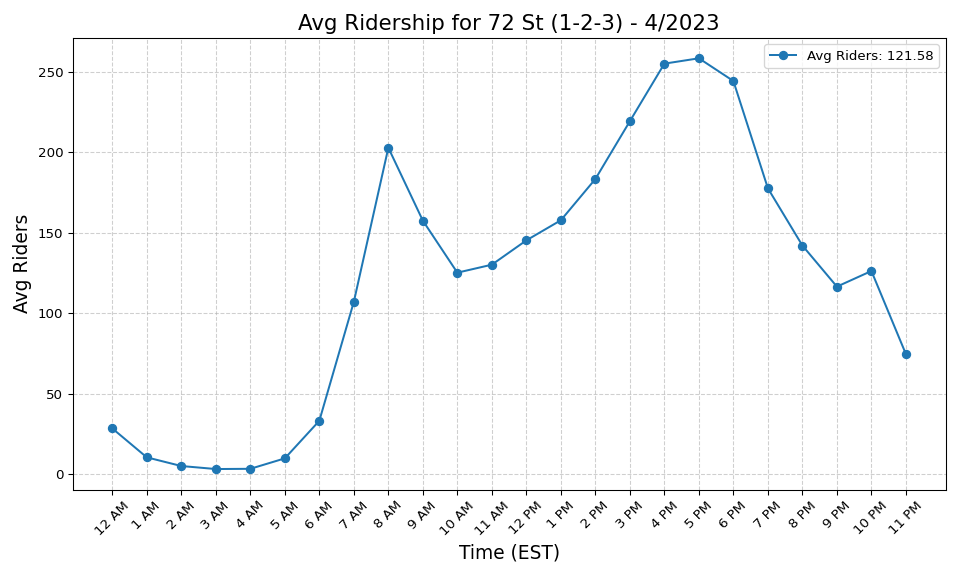 Avg Ridership for 72 St (1-2-3) - 4/2023
Avg Riders: 121.58
Avg Riders
250
200
150
100
50
0
12 AM
1 AM
2 AM
3 AM
4 AM
5 AM
6 AM
7 AM
8 AM
9 AM
10 AM
11 AM
12 PM
1 PM
2 PM
3 PM
4 PM
5 PM
6 PM
7 PM
8 PM
9 PM
10 PM
11 PM
Time (EST)